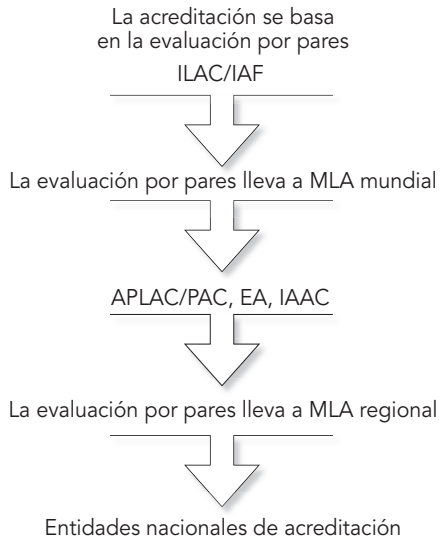 La acreditación se basa
en la evaluación por pares
ILAC/IAF
La evaluación por pares lleva a MLA mundial
APLAC/PAC, EA, IAAC
La evaluación por pares lleva a MLA regional
Entidades nacionales de acreditación